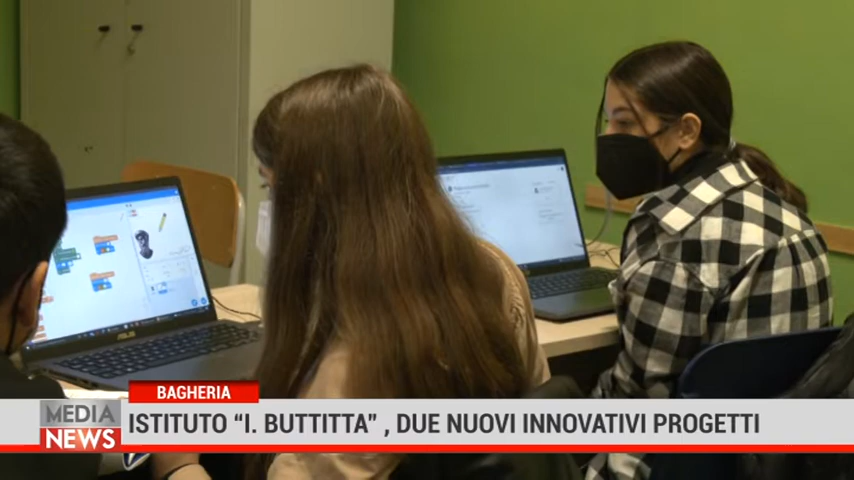 ASUS
BAGHERIA
MEDIA
NEWS
ISTITUTO “I. BUTTITTA” , DUE NUOVI INNOVATIVI PROGETTI